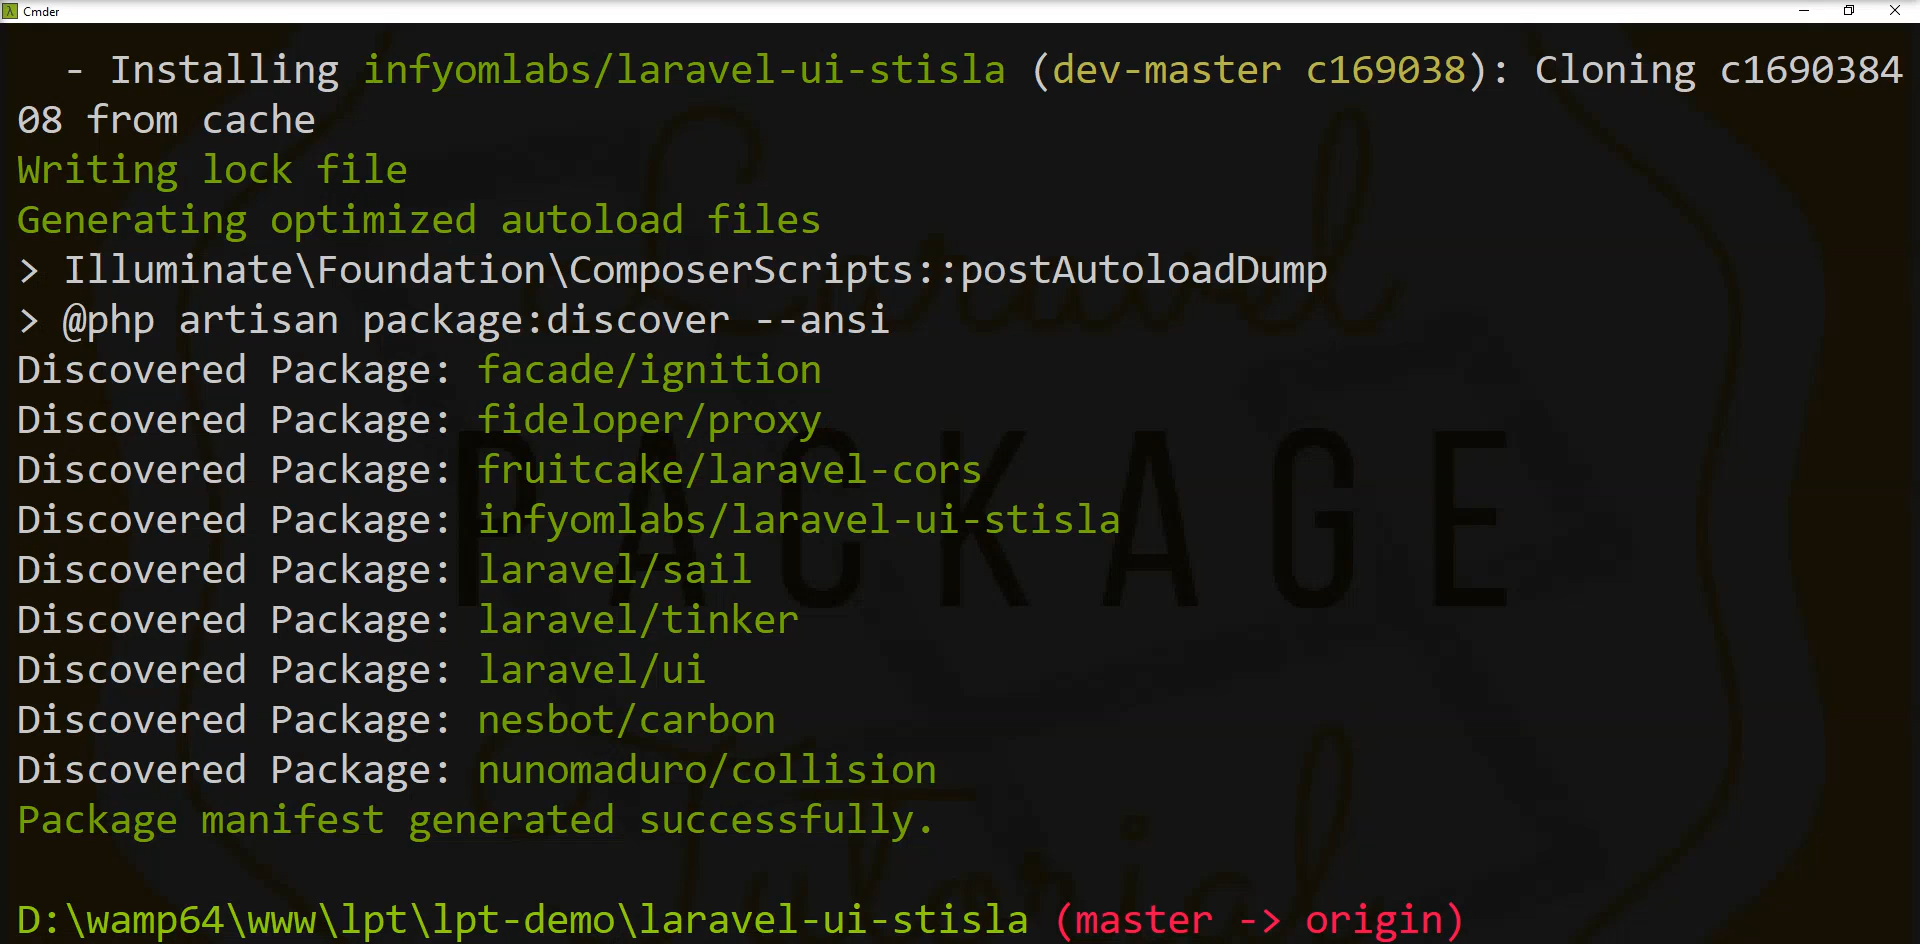 Cmder
- Installing infyomlabs/laravel-ui-stisla (dev-master c169038): Cloning c1690384
08 from cache
Writing lock file
Generating optimized autoload files
> Illuminate\Foundation\ComposerScripts::postAutoloadDump
> @php artisan package:discover --ansi
Discovered Package: facade/ignition
Discovered Package: fideloper/proxy
Discovered Package: fruitcake/laravel-cors
Discovered Package: infyomlabs/laravel-ui-stisla
Discovered Package: laravel/sail
Discovered Package: laravel/tinker
Discovered Package: laravel/ui
Discovered Package: nesbot/carbon
Discovered Package: nunomaduro/collision
Package manifest generated successfully.
D:\wamp64\www\lpt\lpt-demo\laravel-ui-stisla (master -> origin)
Laravel
PACKAGE
Tutorial